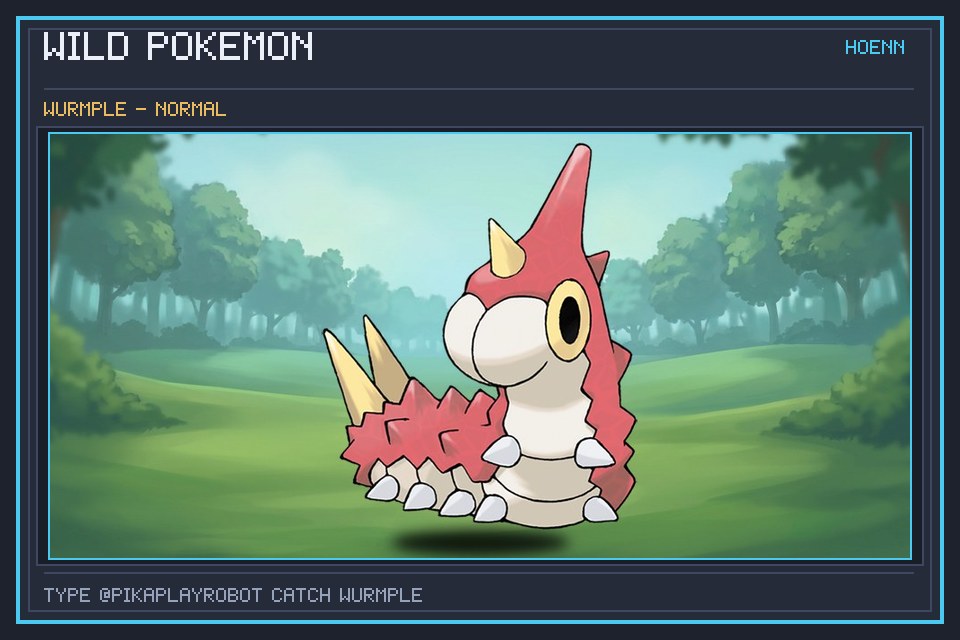 WILD POKEMON
HOENN
WURMPLE - NORMAL
TYPE @PIKAPLAYROBOT CATCH WURMPLE